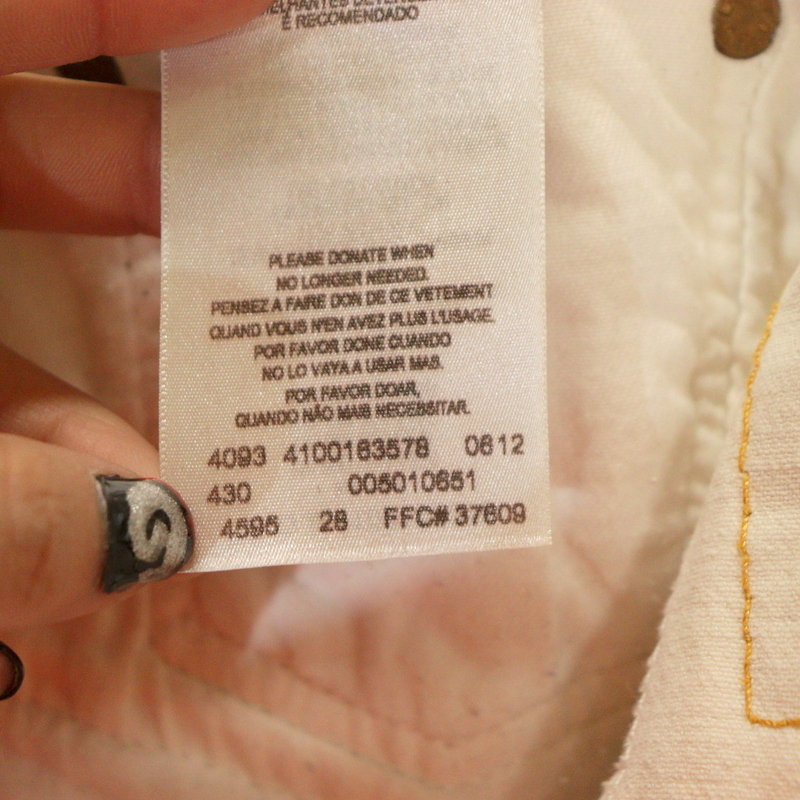 É RECOMENDADO
PLEASE DONATE WHEN
NO LONGER NEEDED.
PENSEZ A FAIRE DON DE CE VETEMENT
QUAND VOUS N'EN AVEZ PLUS L'USAGE.
POR FAVOR DONE CUANDO
NO LO VAYA A USAR MAS.
POR FAVOR DOAR,
QUANDO NÃO MAIS NECESSITAR.
4093 4100163578 0612
430 005010651
4595 28 FFC# 37609